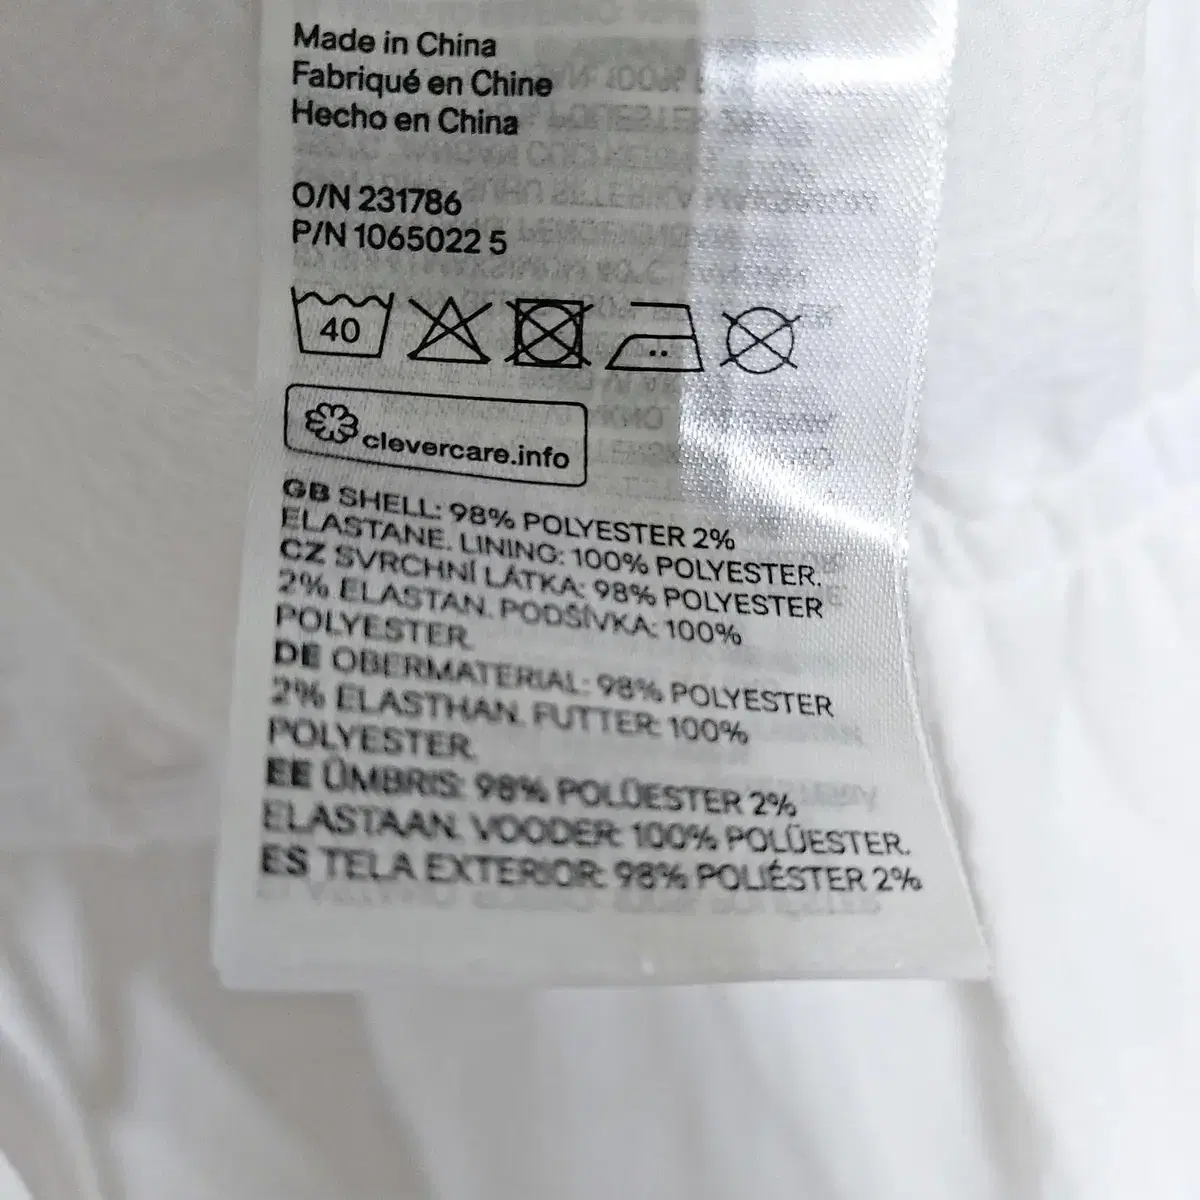 Made in China
Fabriqué en Chine
Hecho en China
O/N 231786
P/N 1065022 5
40
clevercare.info
GB SHELL: 98% POLYESTER 2%
ELASTANE. LINING: 100% POLYESTER.
CZ SVRCHNÍ LÁTKA: 98% POLYESTER
2% ELASTAN. PODŠÍVKA: 100%
POLYESTER.
DE OBERMATERIAL: 98% POLYESTER
2% ELASTHAN. FUTTER: 100%
POLYESTER.
EE ÜMBRIS: 98% POLÜESTER 2%
ELASTAAN. VOODER: 100% POLÜESTER.
ES TELA EXTERIOR: 98% POLIÉSTER 2%